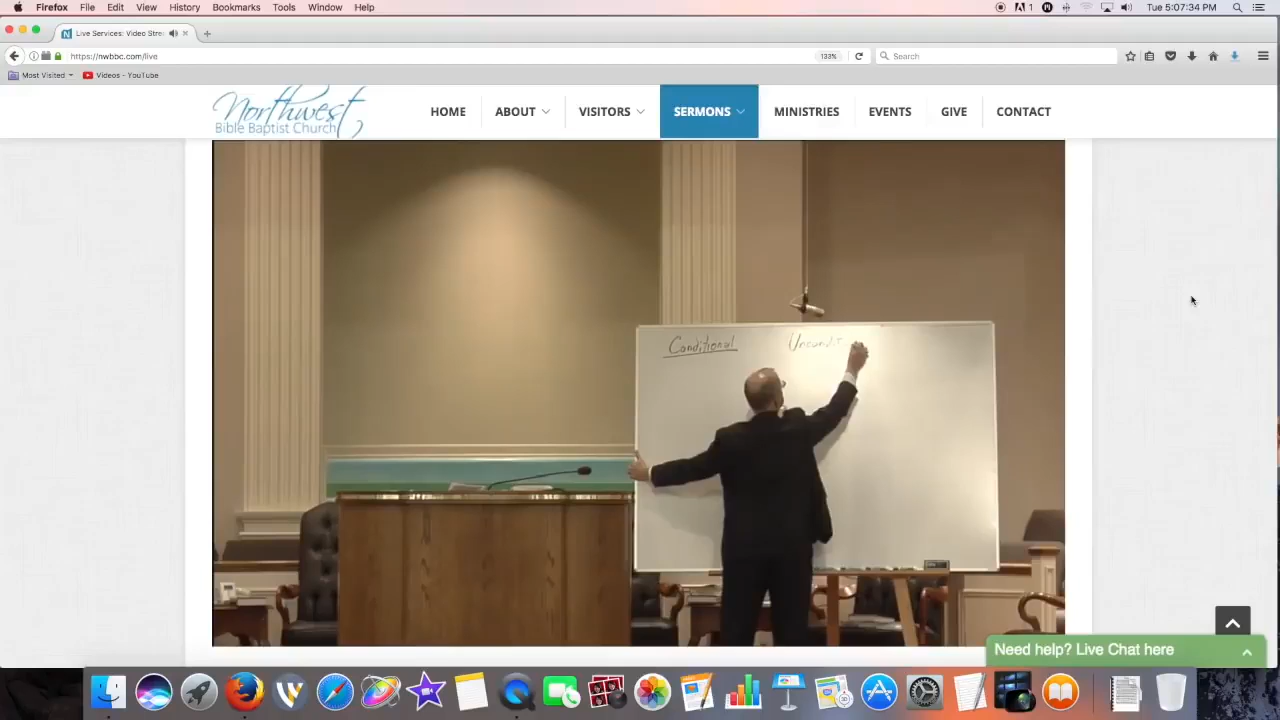 Firefox File Edit View History Bookmarks Tools Window Help 1 Tue 5:07:34 PM
Live Services: Video Stre
https://nwbbc.com/live 133% Search
Most Visited Videos - YouTube
Northwest
Bible Baptist Church
HOME ABOUT VISITORS SERMONS MINISTRIES EVENTS GIVE CONTACT
Conditional Uncondit
Need help? Live Chat here